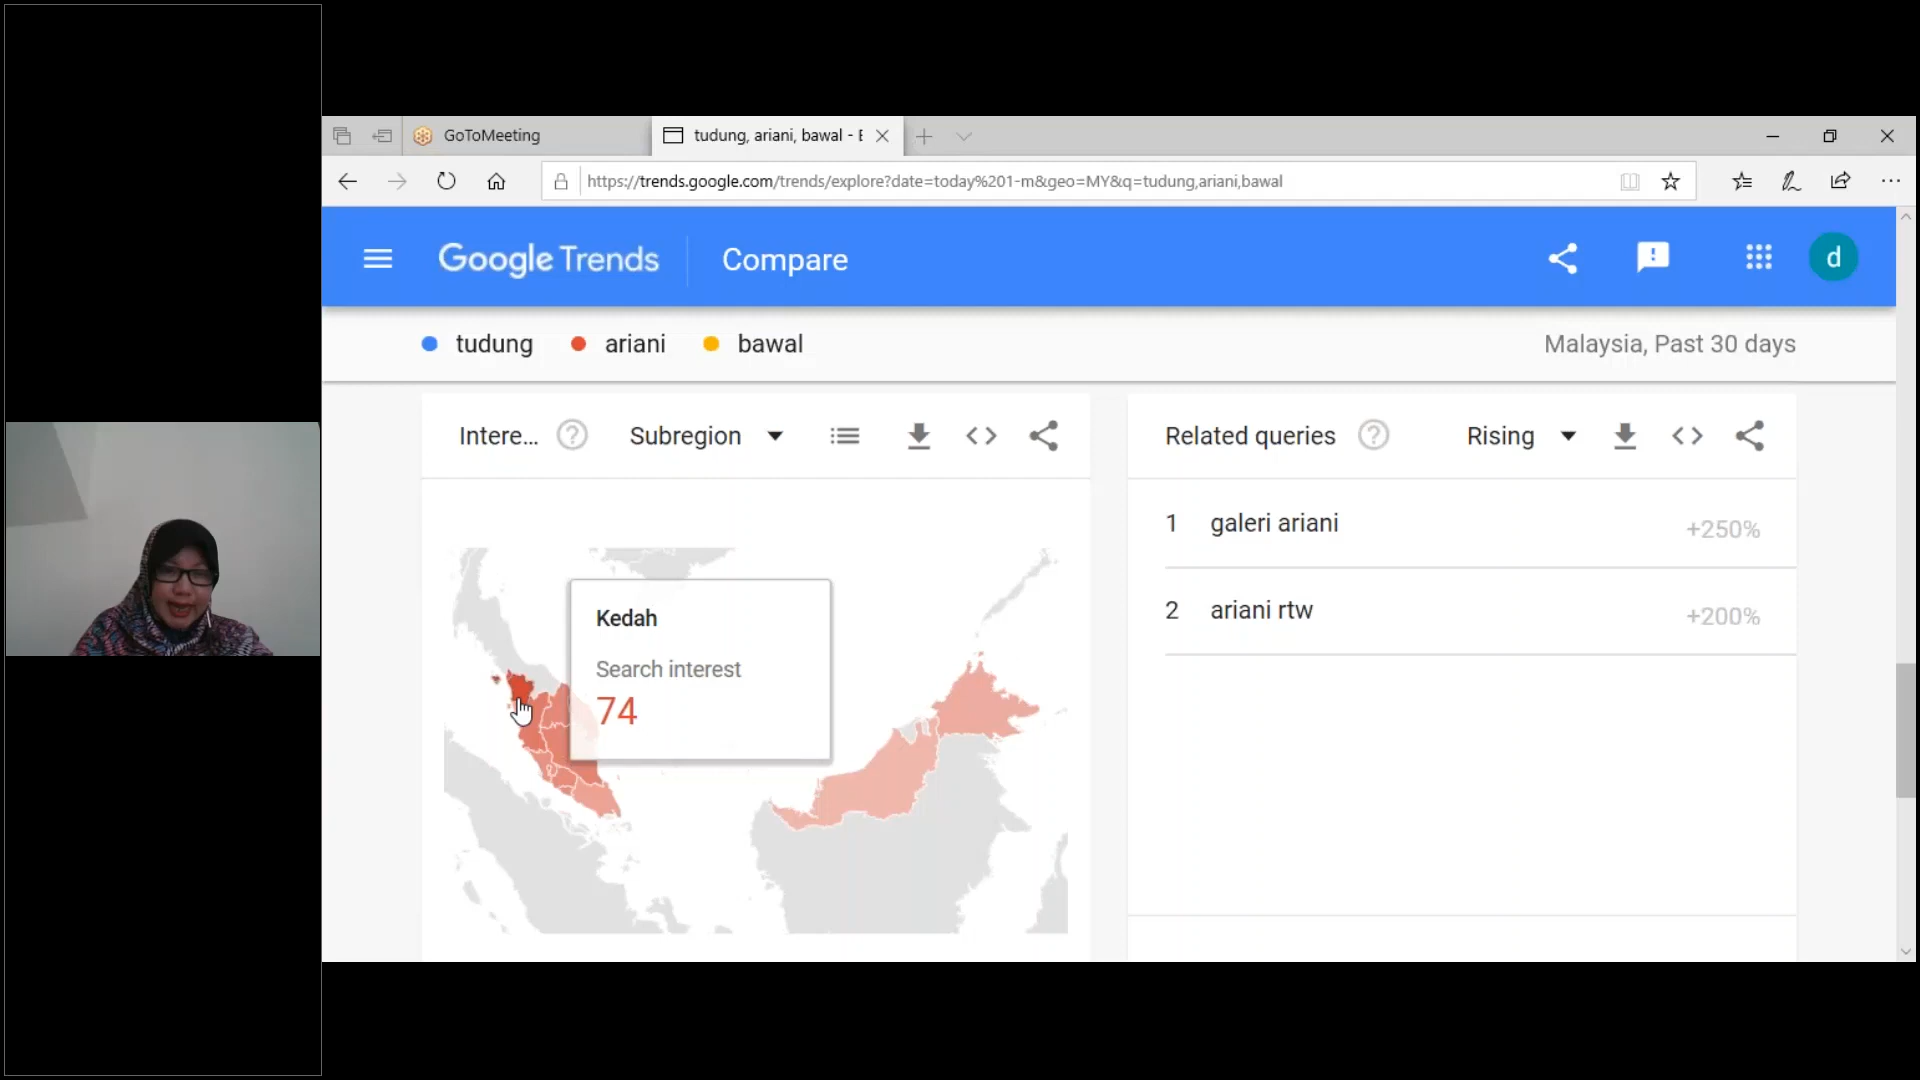 GoToMeeting
tudung, ariani, bawal - E
https://trends.google.com/trends/explore?date=today%201-m&geo=MY&q=tudung,ariani,bawal
Google Trends
Compare
d
tudung
ariani
bawal
Malaysia, Past 30 days
Intere...
?
Subregion
Related queries
?
Rising
1 galeri ariani +250%
2 ariani rtw +200%
Kedah
Search interest
74